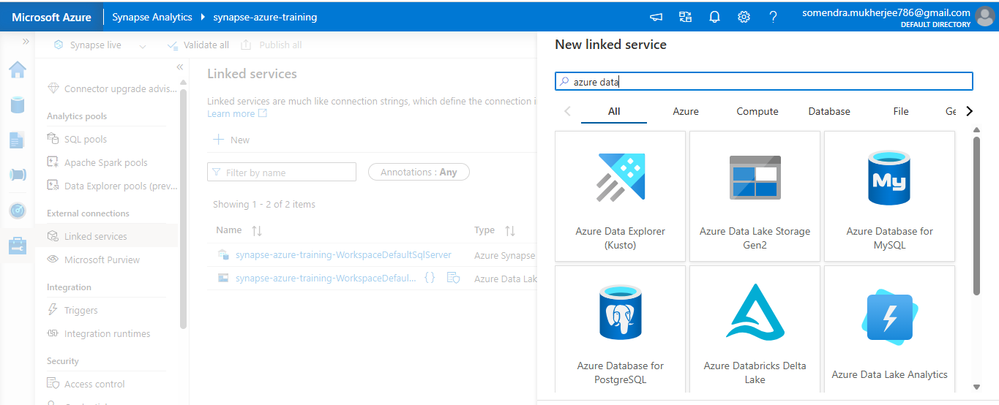 Microsoft Azure
Synapse Analytics
synapse-azure-training
somendra.mukherjee786@gmail.com
DEFAULT DIRECTORY
Synapse live
Validate all
Publish all
Connector upgrade advis...
Analytics pools
SQL pools
Apache Spark pools
Data Explorer pools (prev...
External connections
Linked services
Microsoft Purview
Integration
Triggers
Integration runtimes
Security
Access control
Linked services
Linked services are much like connection strings, which define the connection i
Learn more
New
Filter by name
Annotations : Any
Showing 1 - 2 of 2 items
Name
Type
synapse-azure-training-WorkspaceDefaultSqlServer
Azure Synapse
synapse-azure-training-WorkspaceDefaul...
Azure Data Lak
New linked service
azure data
All
Azure
Compute
Database
File
Ge
Azure Data Explorer
(Kusto)
Azure Data Lake Storage
Gen2
My
Azure Database for
MySQL
Azure Database for
PostgreSQL
Azure Databricks Delta
Lake
Azure Data Lake Analytics